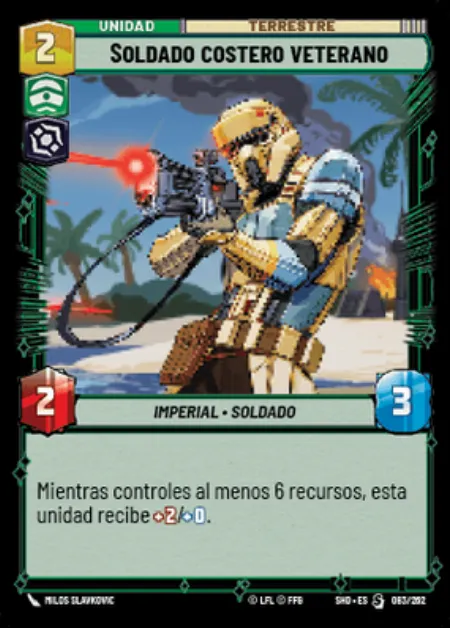 UNIDAD
TERRESTRE
2
SOLDADO COSTERO VETERANO
2
IMPERIAL • SOLDADO
3
Mientras controles al menos 6 recursos, esta
unidad recibe +2/+0.
MILOS SLAVKOVIC
© LFL © FFG
SHD • ES
083/262